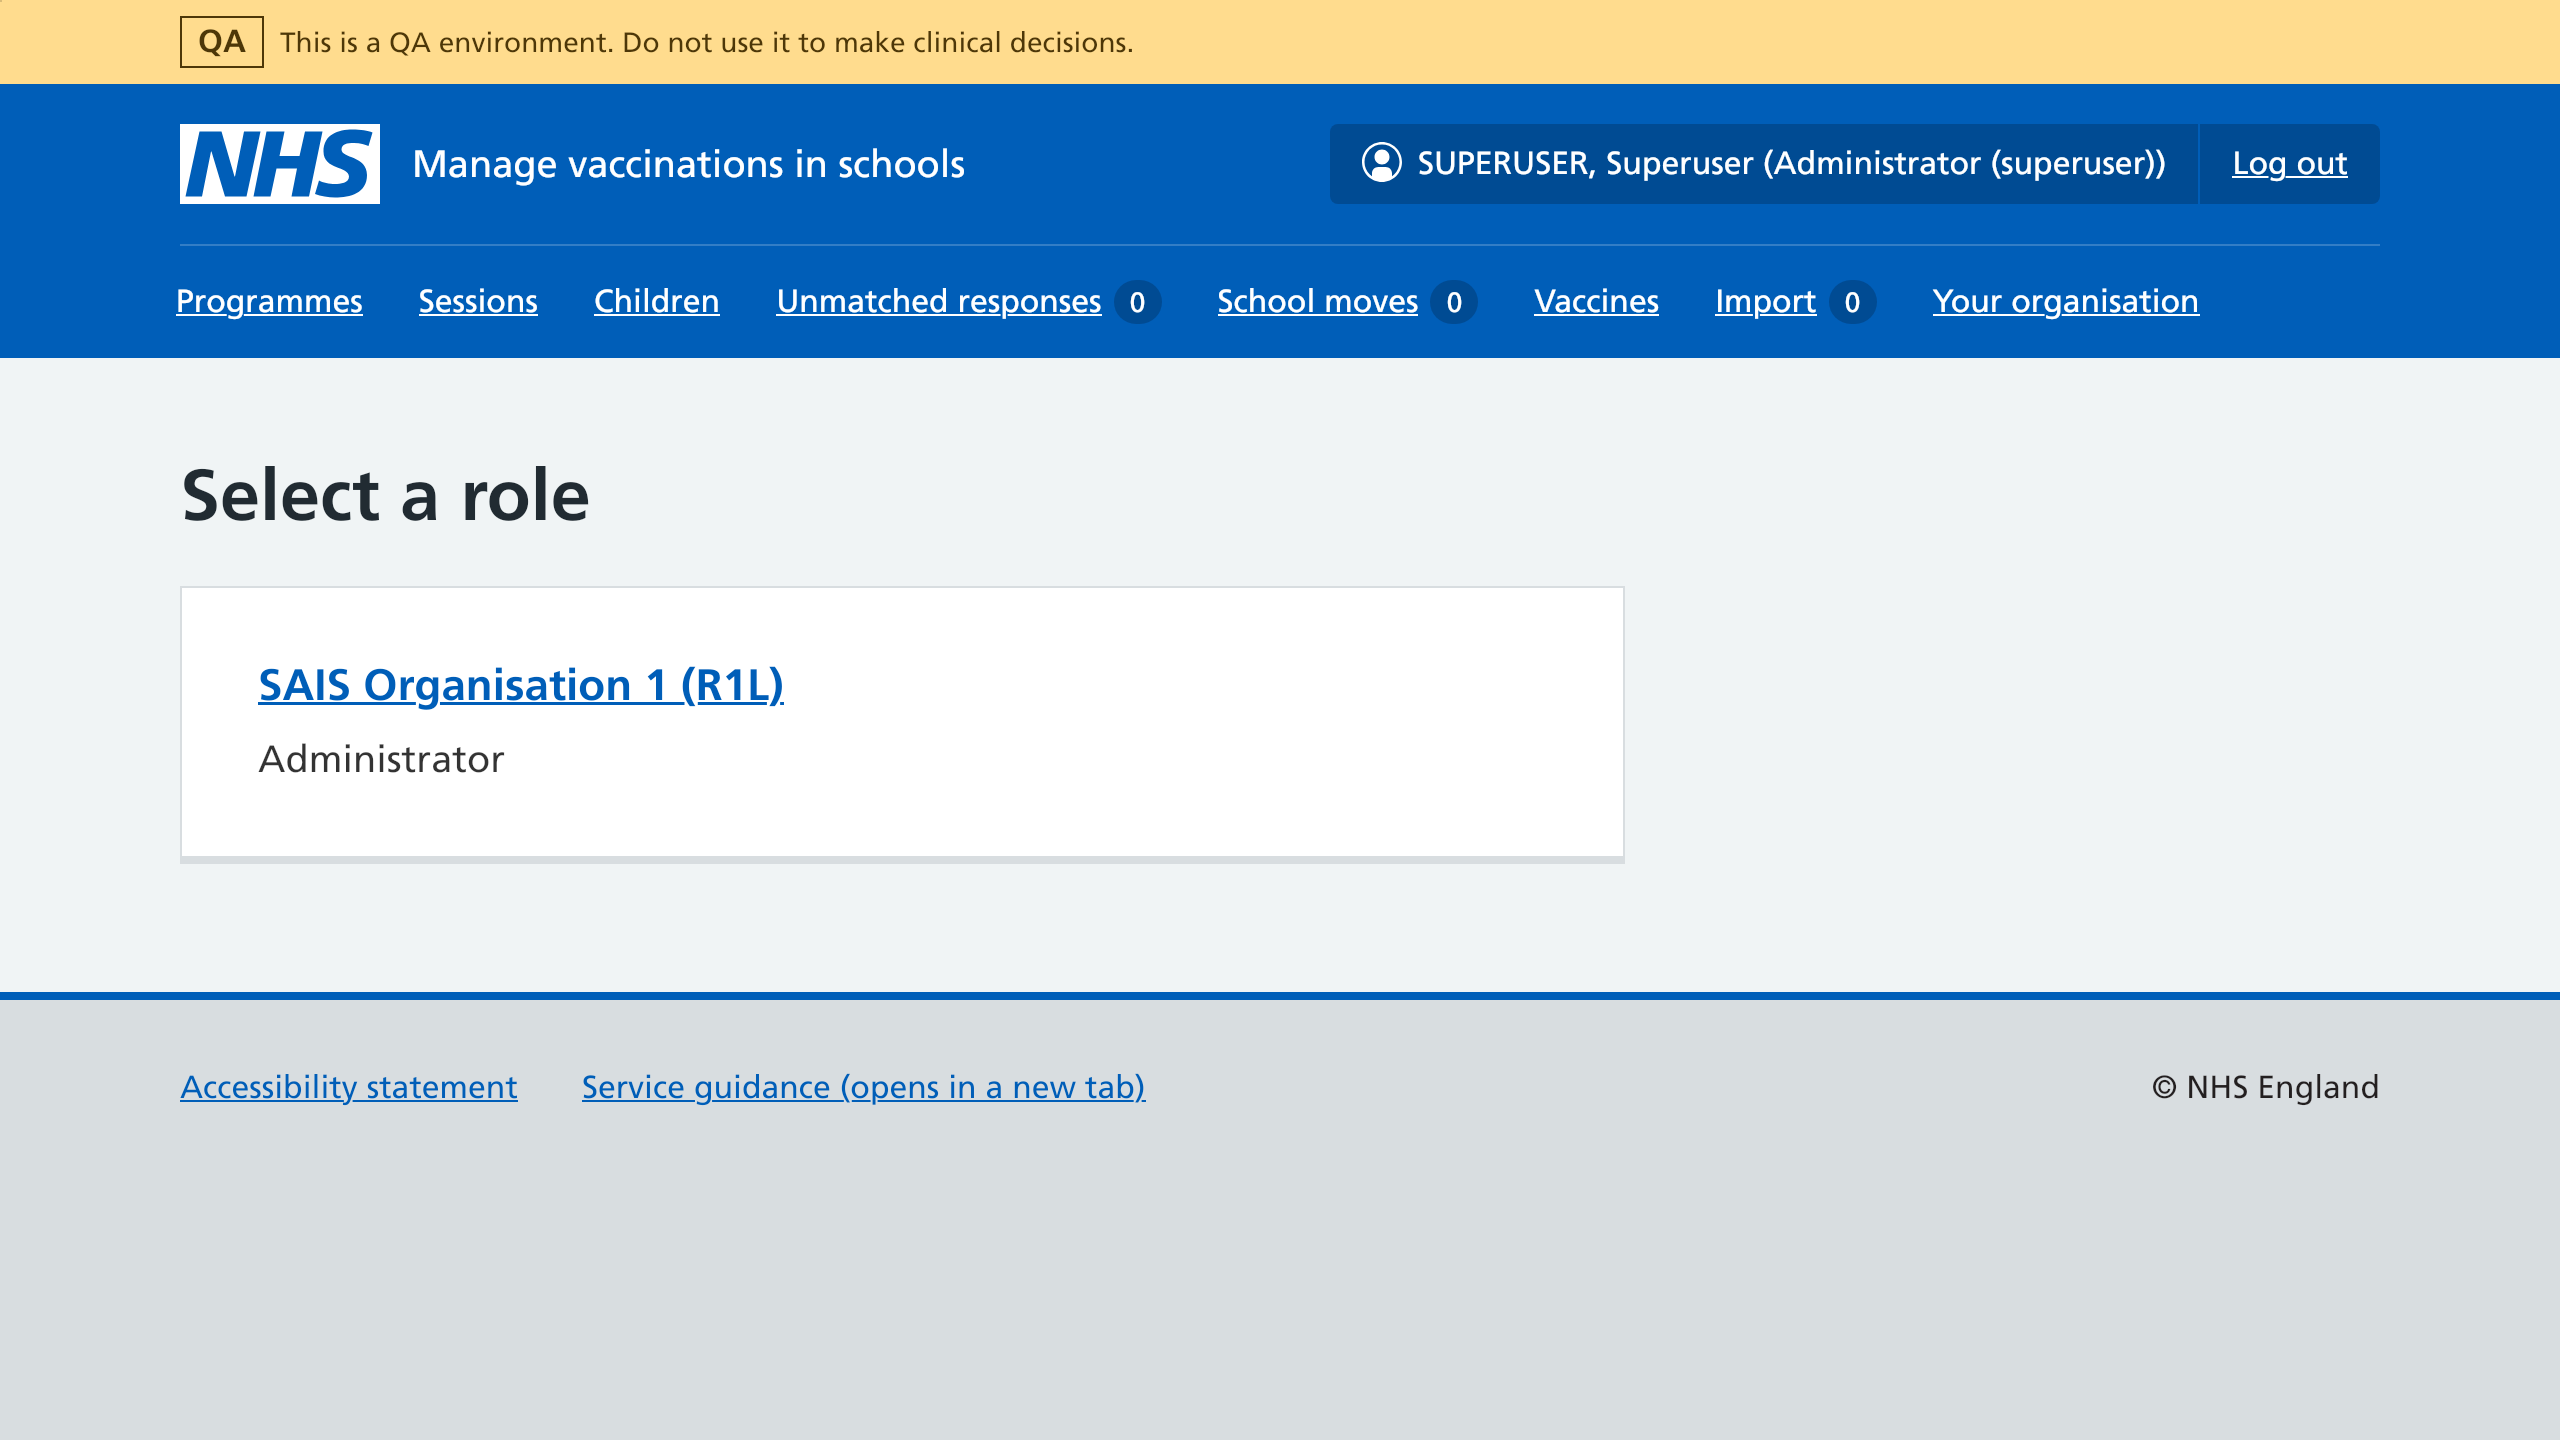 QA This is a QA environment. Do not use it to make clinical decisions.
NHS Manage vaccinations in schools SUPERUSER, Superuser (Administrator (superuser)) Log out
Programmes Sessions Children Unmatched responses 0 School moves 0 Vaccines Import 0 Your organisation
Select a role
SAIS Organisation 1 (R1L)
Administrator
Accessibility statement Service guidance (opens in a new tab) © NHS England